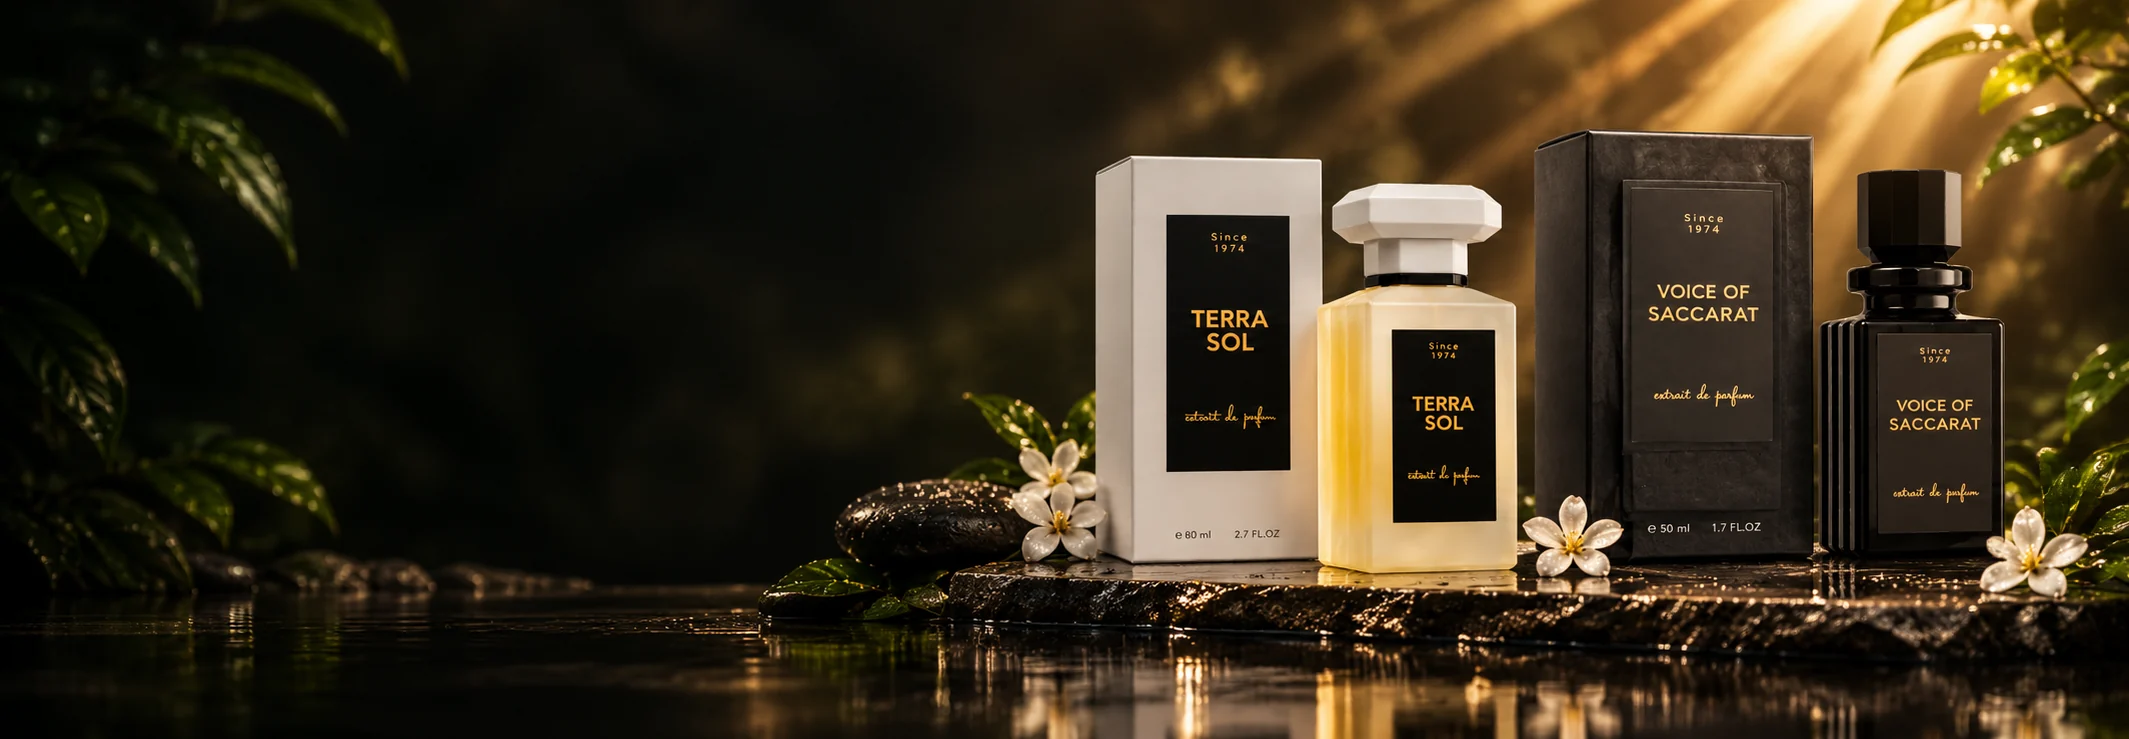 Since
1974
TERRA
SOL
extrait de parfum
℮ 80 ml 2.7 FL.OZ
Since
1974
TERRA
SOL
extrait de parfum
Since
1974
VOICE OF
SACCARAT
extrait de parfum
℮ 50 ml 1.7 FL.OZ
Since
1974
VOICE OF
SACCARAT
extrait de parfum